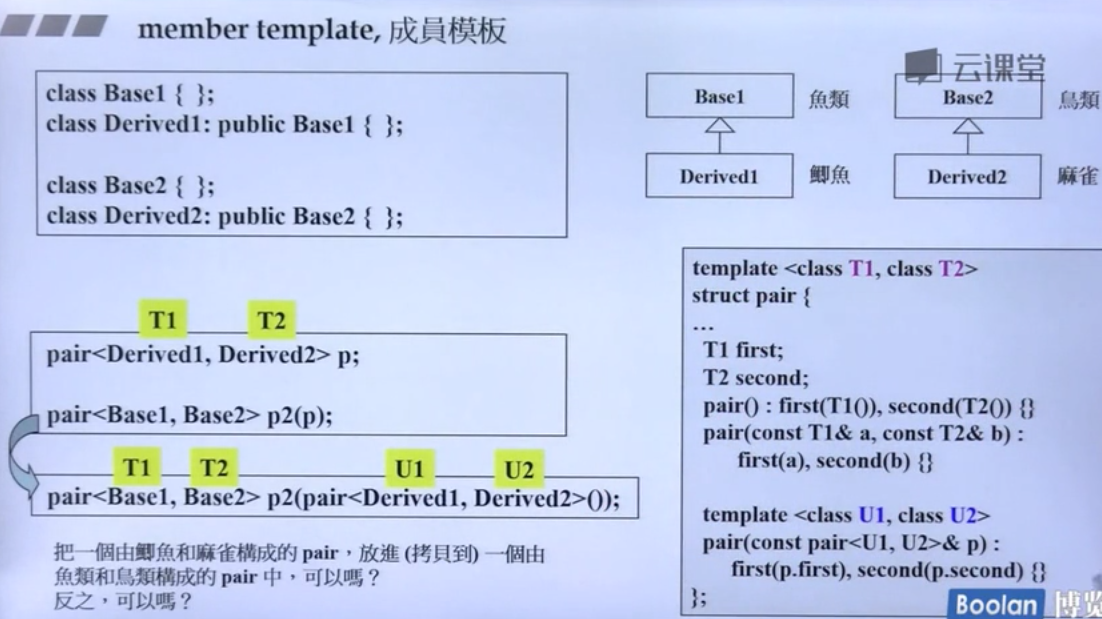 member template, 成員模板
云课堂
class Base1 { };
class Derived1: public Base1 { };
class Base2 { };
class Derived2: public Base2 { };
Base1 魚類
Base2 鳥類
Derived1 鯽魚
Derived2 麻雀
T1 T2
pair<Derived1, Derived2> p;
pair<Base1, Base2> p2(p);
T1 T2 U1 U2
pair<Base1, Base2> p2(pair<Derived1, Derived2>());
把一個由鯽魚和麻雀構成的 pair，放進 (拷貝到) 一個由
魚類和鳥類構成的 pair 中，可以嗎？
反之，可以嗎？
template <class T1, class T2>
struct pair {
...
T1 first;
T2 second;
pair() : first(T1()), second(T2()) {}
pair(const T1& a, const T2& b) :
first(a), second(b) {}
template <class U1, class U2>
pair(const pair<U1, U2>& p) :
first(p.first), second(p.second) {}
};
Boolan 博览